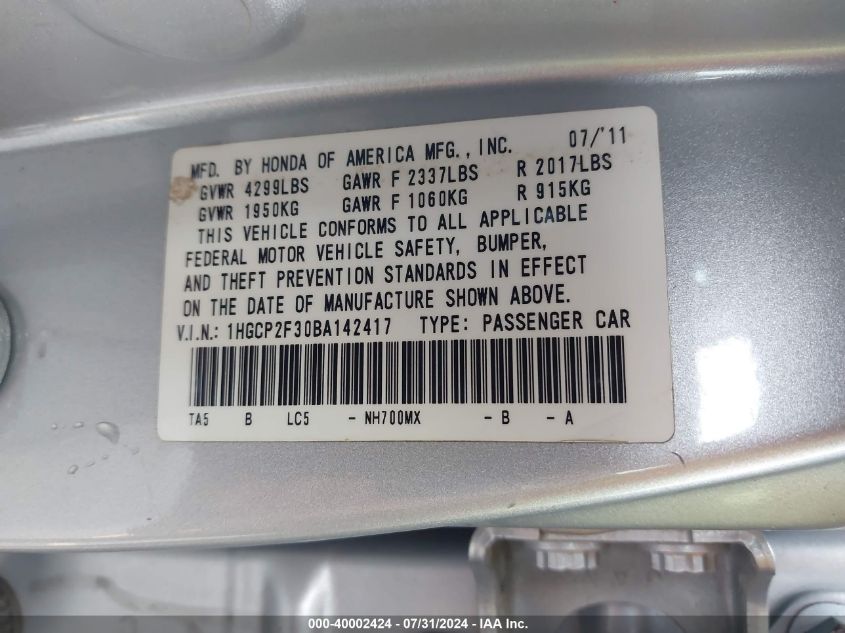 MFD. BY HONDA OF AMERICA MFG., INC. 07/'11
GVWR 4299LBS GAWR F 2337LBS R 2017LBS
GVWR 1950KG GAWR F 1060KG R 915KG
THIS VEHICLE CONFORMS TO ALL APPLICABLE
FEDERAL MOTOR VEHICLE SAFETY, BUMPER,
AND THEFT PREVENTION STANDARDS IN EFFECT
ON THE DATE OF MANUFACTURE SHOWN ABOVE.
V.I.N.: 1HGCP2F30BA142417 TYPE: PASSENGER CAR
TA5 B LC5 - NH700MX - B - A
000-40002424 - 07/31/2024 - IAA Inc.